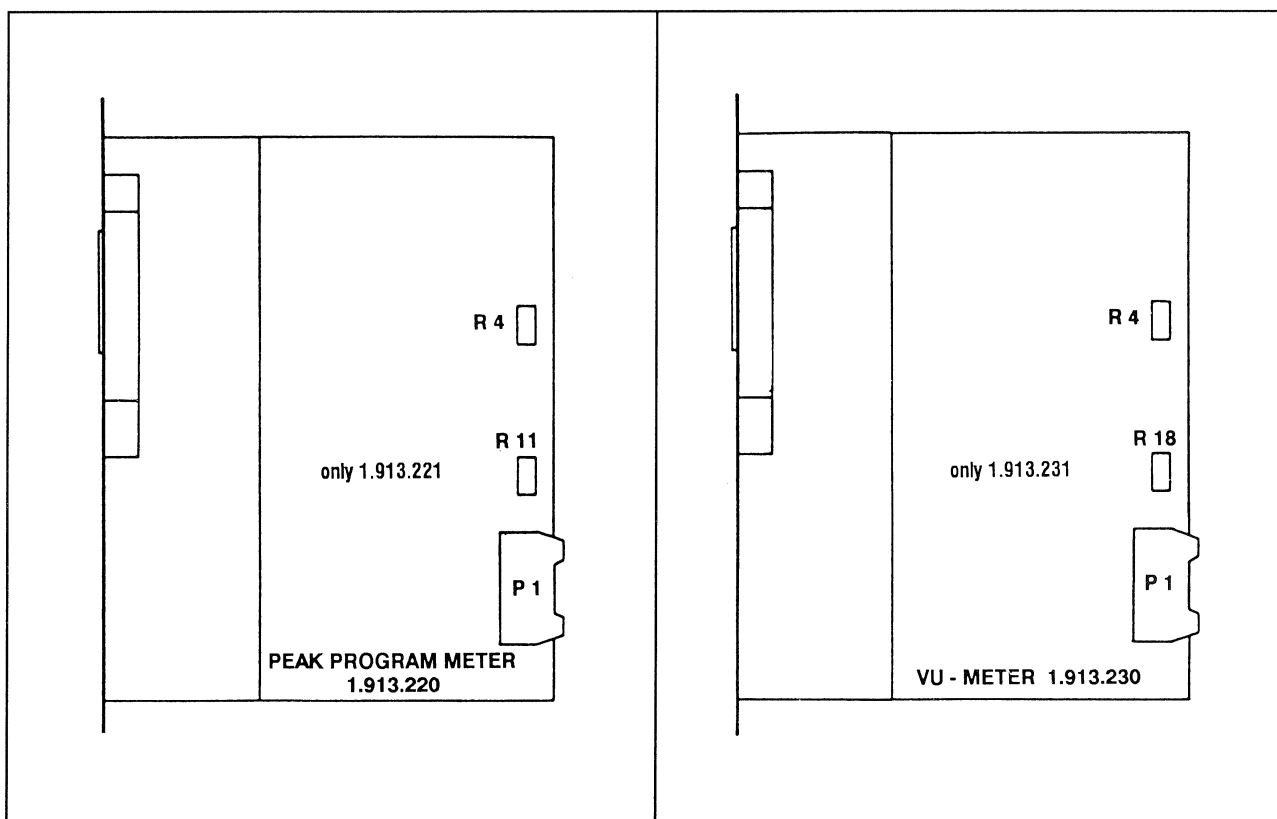 R 4
R 11
only 1.913.221
P 1
PEAK PROGRAM METER
1.913.220
R 4
R 18
only 1.913.231
P 1
VU - METER 1.913.230